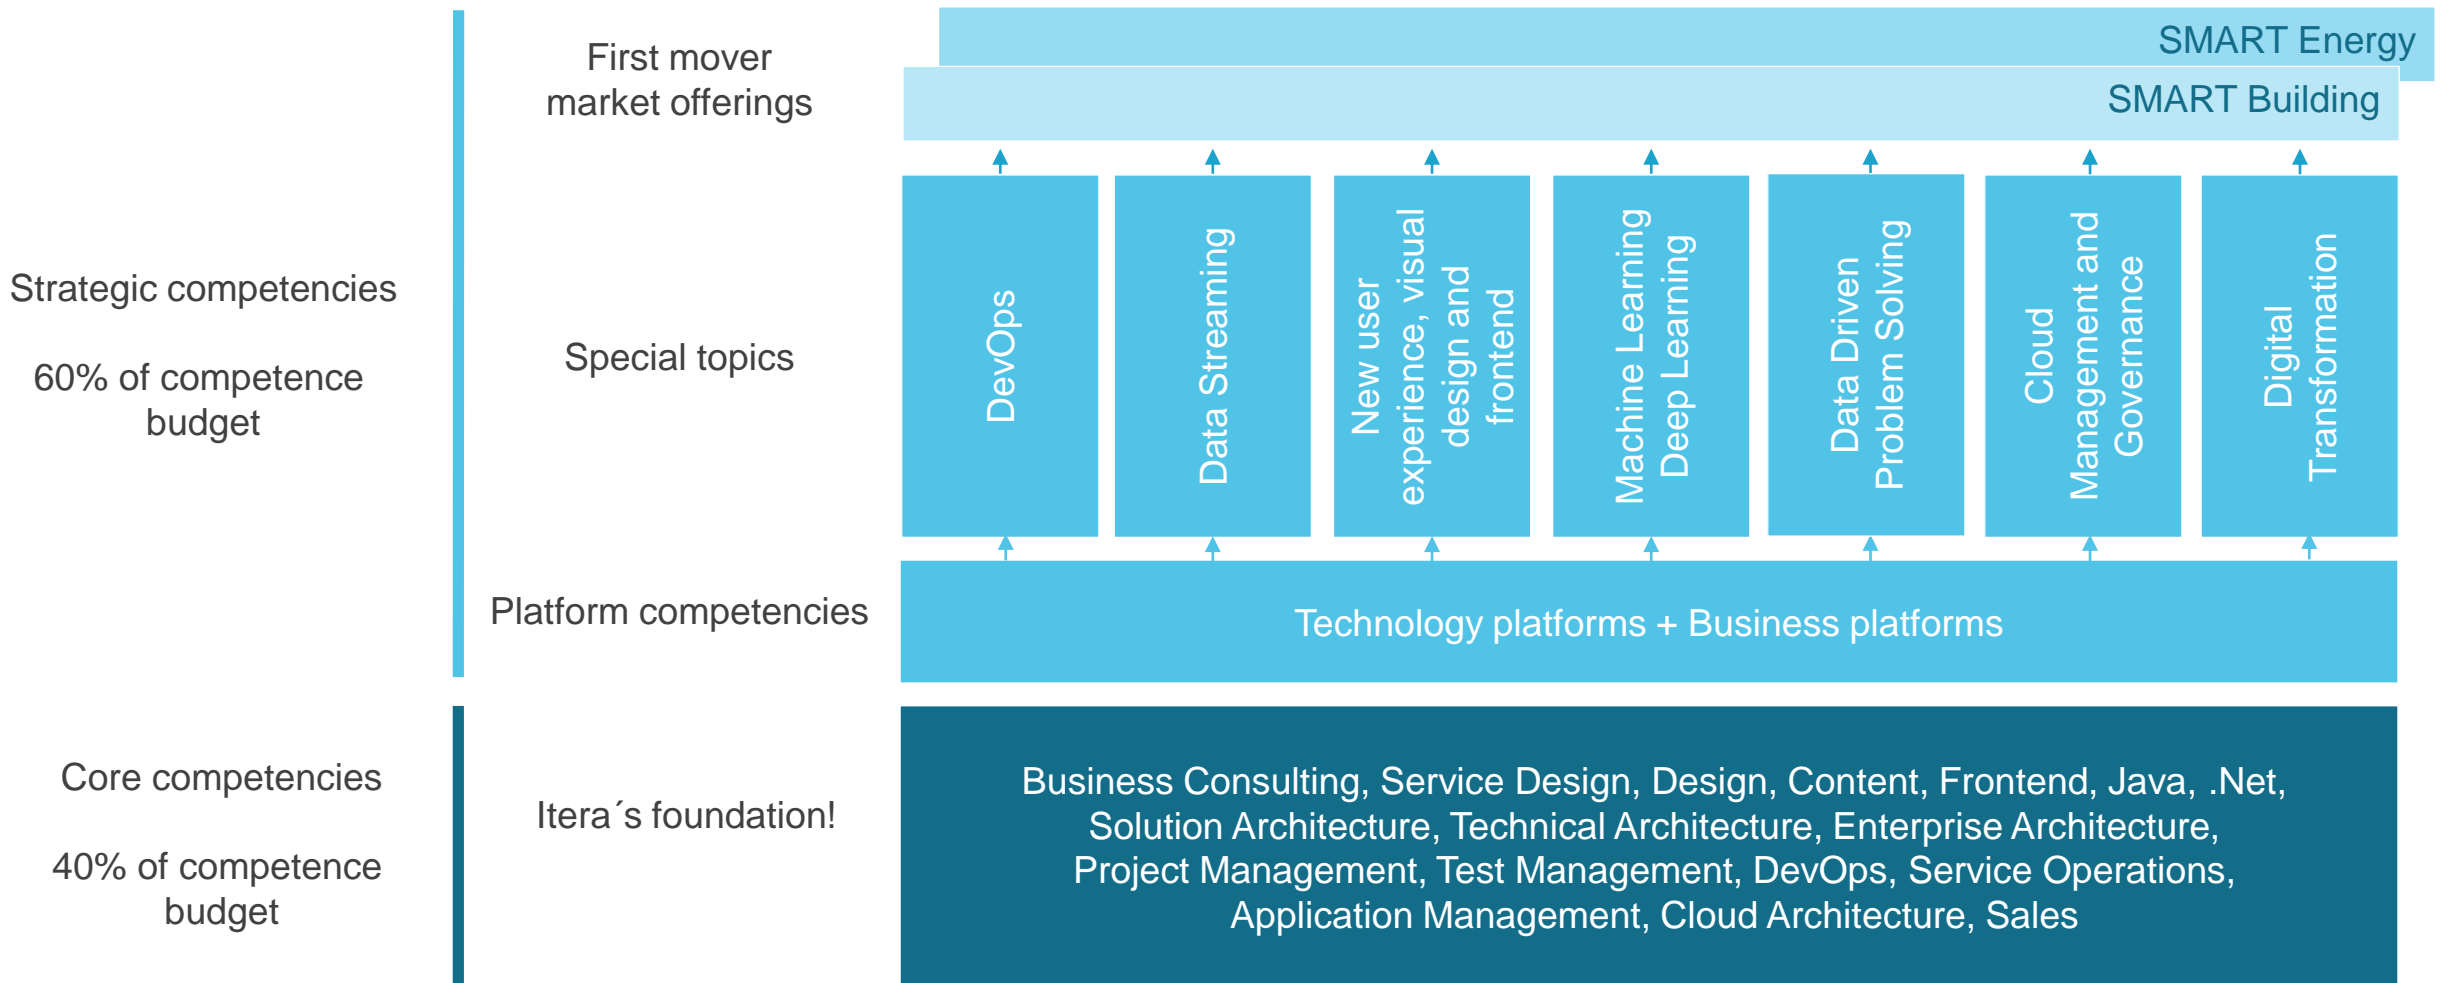 First mover
market offerings
SMART Energy
SMART Building
Strategic competencies
60% of competence
budget
Special topics
DevOps
Data Streaming
New user
experience, visual
design and
frontend
Machine Learning
Deep Learning
Data Driven
Problem Solving
Cloud
Management and
Governance
Digital
Transformation
Platform competencies
Technology platforms + Business platforms
Core competencies
40% of competence
budget
Itera´s foundation!
Business Consulting, Service Design, Design, Content, Frontend, Java, .Net,
Solution Architecture, Technical Architecture, Enterprise Architecture,
Project Management, Test Management, DevOps, Service Operations,
Application Management, Cloud Architecture, Sales